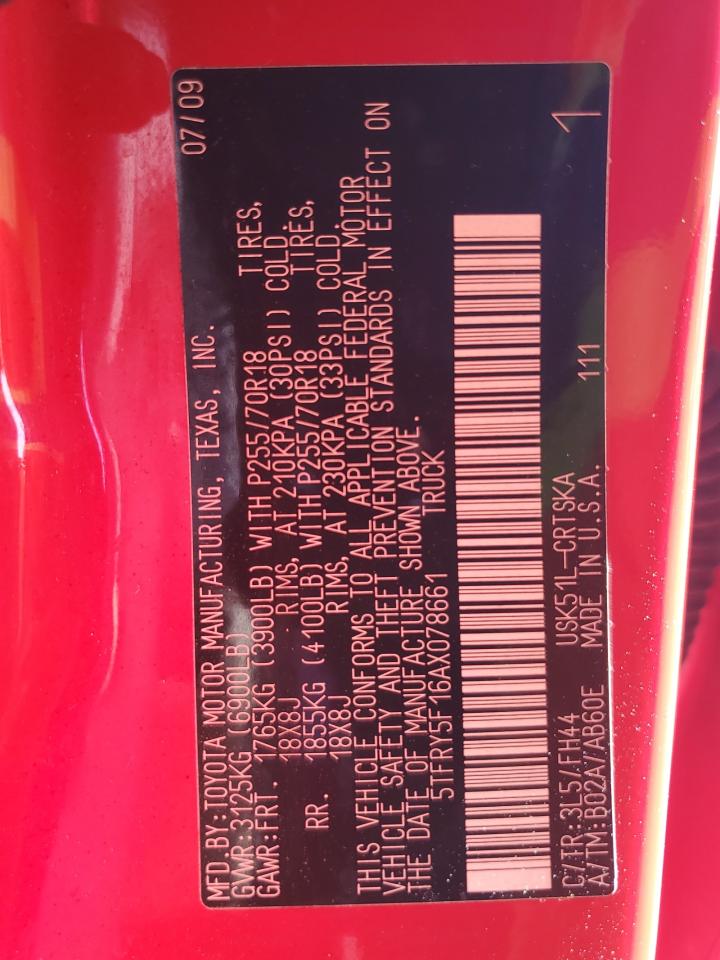 MFD.BY:TOYOTA MOTOR MANUFACTURING, TEXAS, INC. 07/09
GVWR:3125KG (6900LB)
GAWR:FRT. 1765KG (3900LB) WITH P255/70R18 TIRES,
18X8J RIMS, AT 210KPA (30PSI) COLD
RR. 1855KG (4100LB) WITH P255/70R18 TIRES,
18X8J RIMS, AT 230KPA (33PSI) COLD.
THIS VEHICLE CONFORMS TO ALL APPLICABLE FEDERAL MOTOR
VEHICLE SAFETY AND THEFT PREVENTION STANDARDS IN EFFECT ON
THE DATE OF MANUFACTURE SHOWN ABOVE.
5TFRY5F16AX078661 TRUCK
C/TR:3L5/FH44 USK51L-CRTSKA 111 1
A/TM:B02A/AB60E MADE IN U.S.A.